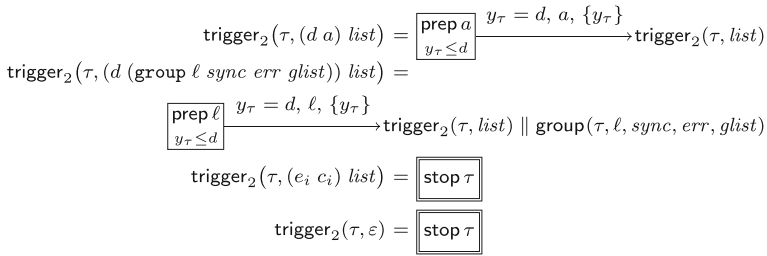 trigger₂(τ, (d a) list) = prep a y_τ≤d y_τ = d, a, {y_τ} trigger₂(τ, list)
trigger₂(τ, (d (group ℓ sync err glist)) list) =
prep ℓ y_τ≤d y_τ = d, ℓ, {y_τ} trigger₂(τ, list) ∥ group(τ, ℓ, sync, err, glist)
trigger₂(τ, (e_i c_i) list) = stop τ
trigger₂(τ, ε) = stop τ